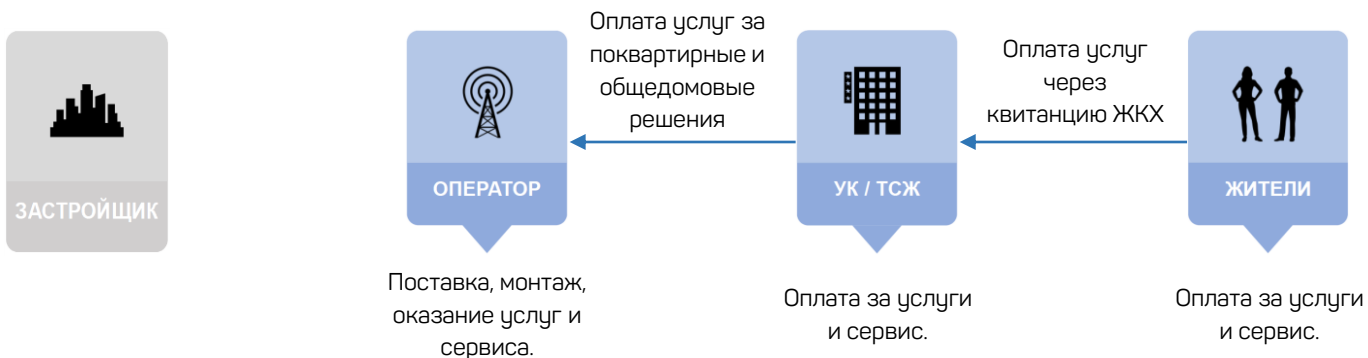 Оплата услуг за
поквартирные и
общедомовые
решения
Оплата услуг
через
квитанцию ЖКХ
ЗАСТРОЙЩИК
ОПЕРАТОР
УК / ТСЖ
ЖИТЕЛИ
Поставка, монтаж,
оказание услуг и
сервиса.
Оплата за услуги
и сервис.
Оплата за услуги
и сервис.